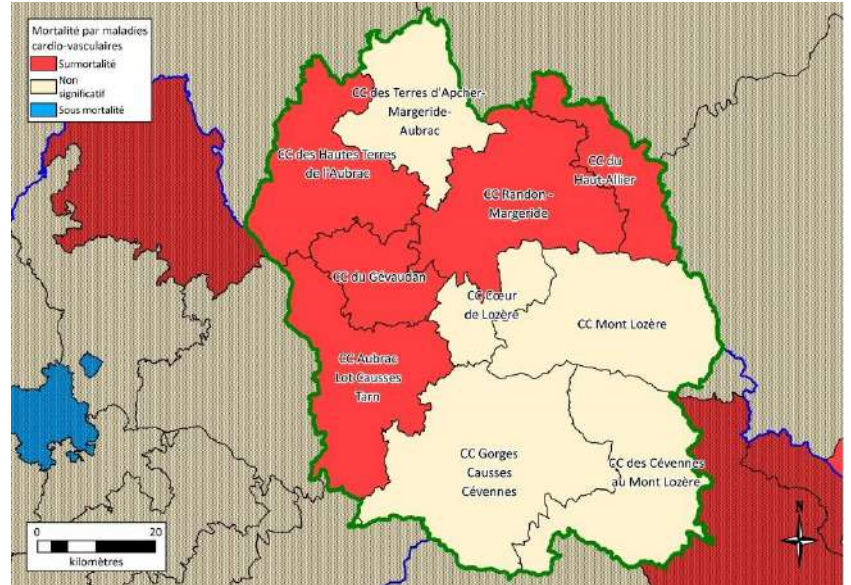 Mortalité par maladies
cardio-vasculaires
Surmortalité
Non
significatif
Sous mortalité
CC des Terres d'Apcher-
Margeride-
Aubrac
CC des Hautes Terres
de l'Aubrac
CC du
Haut-Allier
CC Randon -
Margeride
CC du Gévaudan
CC Cœur
de Lozère
CC Mont Lozère
CC Aubrac
Lot Causses
Tarn
CC Gorges
Causses
Cévennes
CC des Cévennes
au Mont Lozère
N
0 20
kilomètres